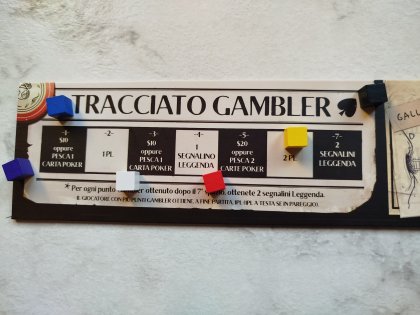 TRACCIATO GAMBLER
-1-
$10
oppure
PESCA 1
CARTA POKER
-2-
1 PL
-3-
$10
oppure
PESCA 1
CARTA POKER
-4-
1
SEGNALINO
LEGGENDA
-5-
$20
oppure
PESCA 2
CARTE POKER
2 PL
-7-
2
SEGNALINI
LEGGENDA
* Per ogni punto ottenuto dopo il 7° ottenete 2 segnalini Leggenda.
IL GIOCATORE CON PIÙ PUNTI GAMBLER OTTIENE, A FINE PARTITA, 1PL (1PL A TESTA SE IN PAREGGIO).
GALL